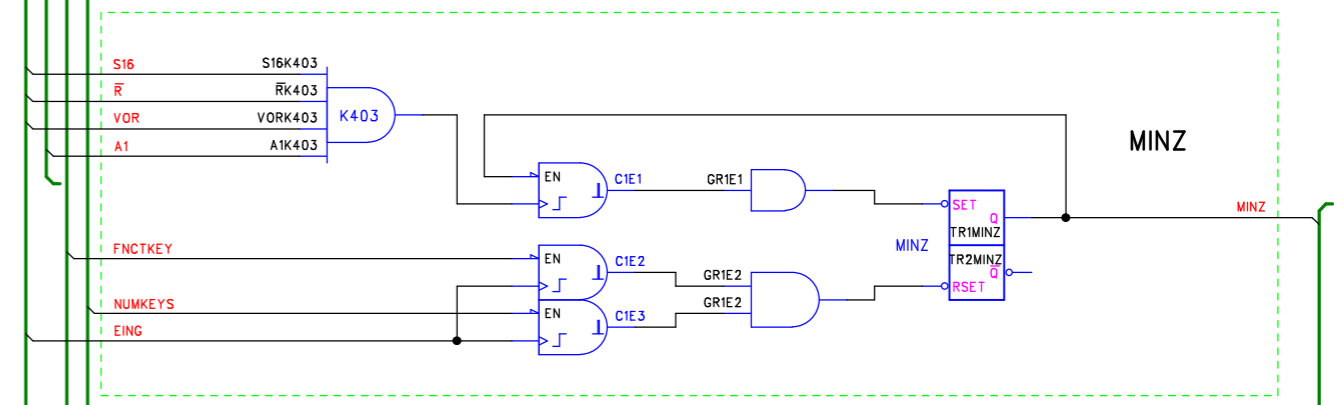 S16 S16K403
R̅ R̅K403
VOR VORK403
A1 A1K403
K403
MINZ
EN C1E1 GR1E1
SET
Q
TR1MINZ
MINZ
FNCTKEY
EN C1E2 GR1E2
MINZ
TR2MINZ
Q̅
RSET
NUMKEYS
EN C1E3 GR1E2
EING